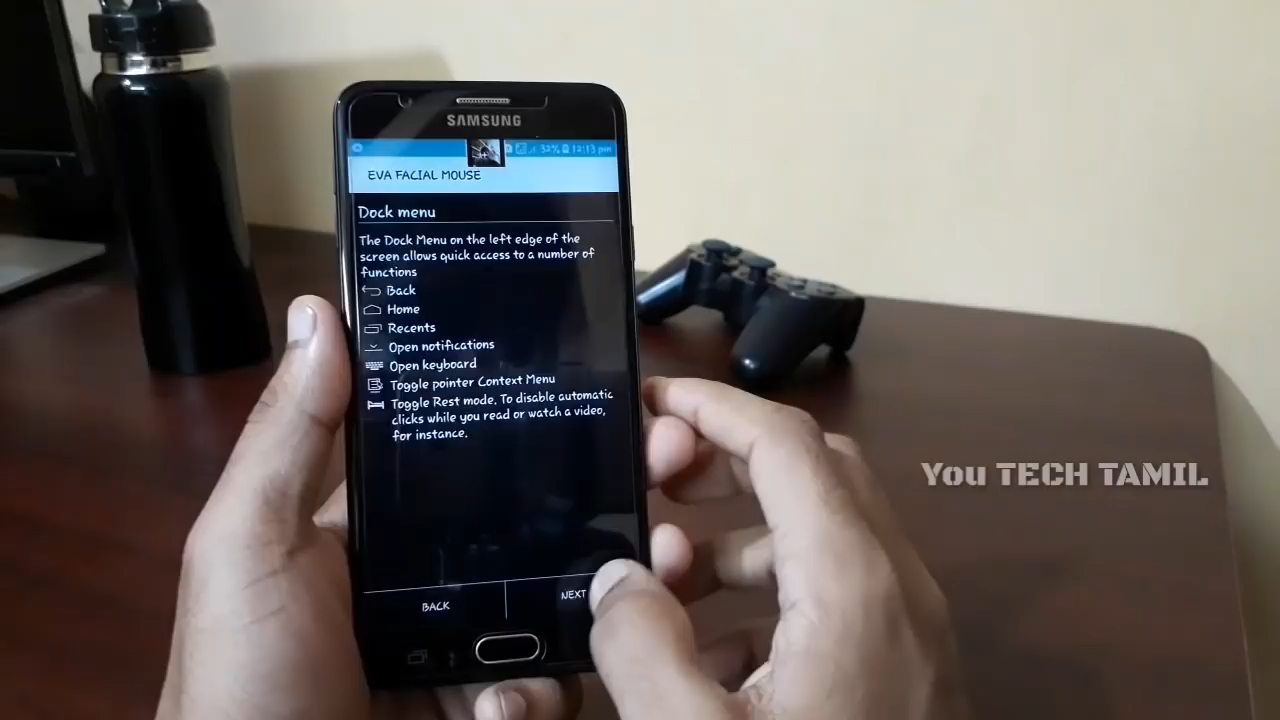 SAMSUNG
32% 12:13 pm
EVA FACIAL MOUSE
Dock menu
The Dock Menu on the left edge of the
screen allows quick access to a number of
functions
Back
Home
Recents
Open notifications
Open keyboard
Toggle pointer Context Menu
Toggle Rest mode. To disable automatic
clicks while you read or watch a video,
for instance.
You TECH TAMIL
BACK
NEXT